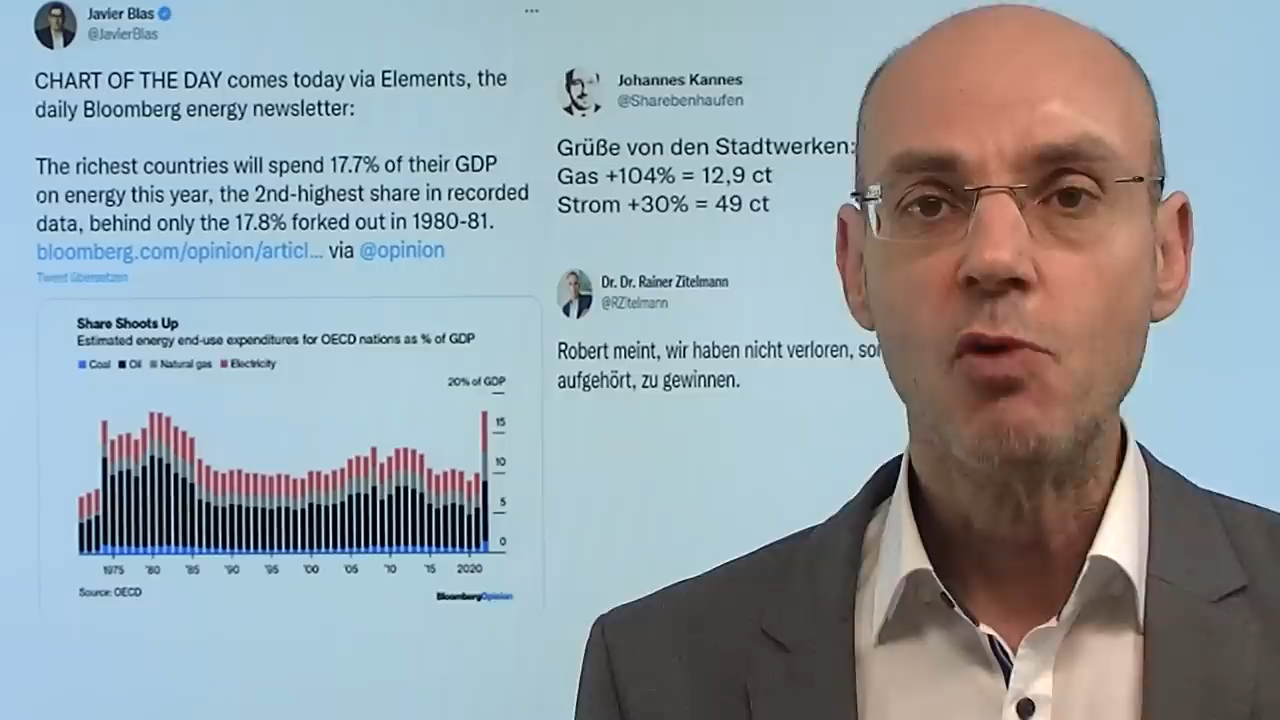 Javier Blas
@JavierBlas
CHART OF THE DAY comes today via Elements, the
daily Bloomberg energy newsletter:
The richest countries will spend 17.7% of their GDP
on energy this year, the 2nd-highest share in recorded
data, behind only the 17.8% forked out in 1980-81.
bloomberg.com/opinion/articl... via @opinion
Tweet übersetzen
Share Shoots Up
Estimated energy end-use expenditures for OECD nations as % of GDP
Coal Oil Natural gas Electricity
20% of GDP
15
10
5
0
1975 '80 '85 '90 '95 '00 '05 '10 '15 2020
Source: OECD
BloombergOpinion
Johannes Kannes
@Sharebenhaufen
Grüße von den Stadtwerken:
Gas +104% = 12,9 ct
Strom +30% = 49 ct
Dr. Dr. Rainer Zitelmann
@RZitelmann
Robert meint, wir haben nicht verloren,
aufgehört, zu gewinnen.